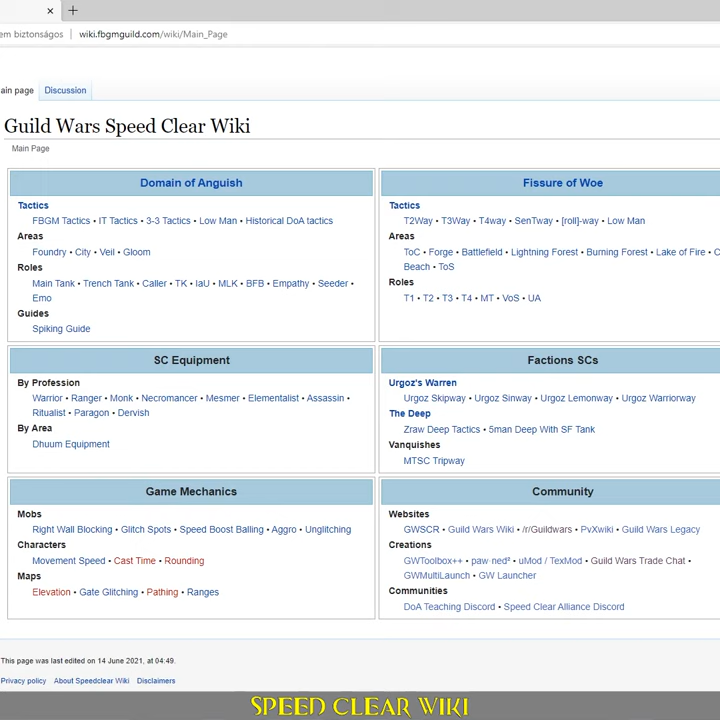 em biztonságos | wiki.fbgmguild.com/wiki/Main_Page
ain page Discussion
Guild Wars Speed Clear Wiki
Main Page
Domain of Anguish
Tactics
FBGM Tactics • IT Tactics • 3-3 Tactics • Low Man • Historical DoA tactics
Areas
Foundry • City • Veil • Gloom
Roles
Main Tank • Trench Tank • Caller • TK • IaU • MLK • BFB • Empathy • Seeder •
Emo
Guides
Spiking Guide
Fissure of Woe
Tactics
T2Way • T3Way • T4way • SenTway • [roll]-way • Low Man
Areas
ToC • Forge • Battlefield • Lightning Forest • Burning Forest • Lake of Fire • C
Beach • ToS
Roles
T1 • T2 • T3 • T4 • MT • VoS • UA
SC Equipment
By Profession
Warrior • Ranger • Monk • Necromancer • Mesmer • Elementalist • Assassin •
Ritualist • Paragon • Dervish
By Area
Dhuum Equipment
Factions SCs
Urgoz's Warren
Urgoz Skipway • Urgoz Sinway • Urgoz Lemonway • Urgoz Warriorway
The Deep
Zraw Deep Tactics • 5man Deep With SF Tank
Vanquishes
MTSC Tripway
Game Mechanics
Mobs
Right Wall Blocking • Glitch Spots • Speed Boost Balling • Aggro • Unglitching
Characters
Movement Speed • Cast Time • Rounding
Maps
Elevation • Gate Glitching • Pathing • Ranges
Community
Websites
GWSCR • Guild Wars Wiki • /r/Guildwars • PvXwiki • Guild Wars Legacy
Creations
GWToolbox++ • paw·ned² • uMod / TexMod • Guild Wars Trade Chat •
GWMultiLaunch • GW Launcher
Communities
DoA Teaching Discord • Speed Clear Alliance Discord
This page was last edited on 14 June 2021, at 04:49.
Privacy policy About Speedclear Wiki Disclaimers
SPEED CLEAR WIKI